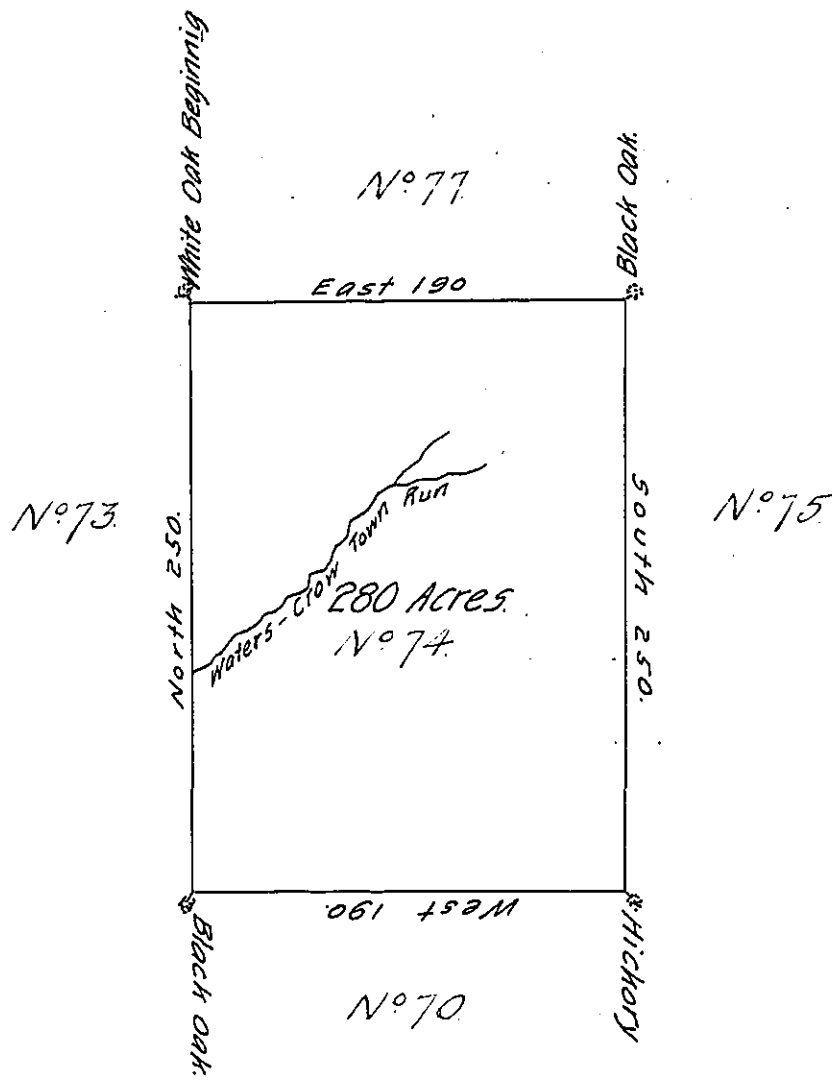 White Oak Beginnig
Nº 77
Black Oak.
East 190
Nº 73.
North 250.
Waters - Crow Town Run
280 Acres.
Nº 74.
South 250.
Nº 75
West 190.
Black Oak.
Nº 70
Hickory